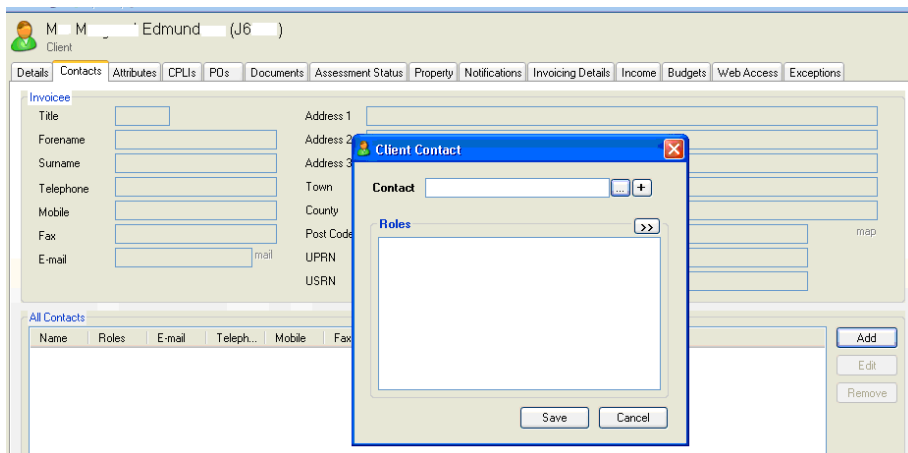 M M Edmund (J6 )
Client
Details Contacts Attributes CPLIs POs Documents Assessment Status Property Notifications Invoicing Details Income Budgets Web Access Exceptions
Invoicee
Title Address 1
Forename Address 2
Surname Address 3
Telephone Town
Mobile County
Fax Post Code map
E-mail mail UPRN
USRN
Client Contact
Contact ... +
Roles >>
Save Cancel
All Contacts
Name Roles E-mail Teleph... Mobile Fax
Add
Edit
Remove